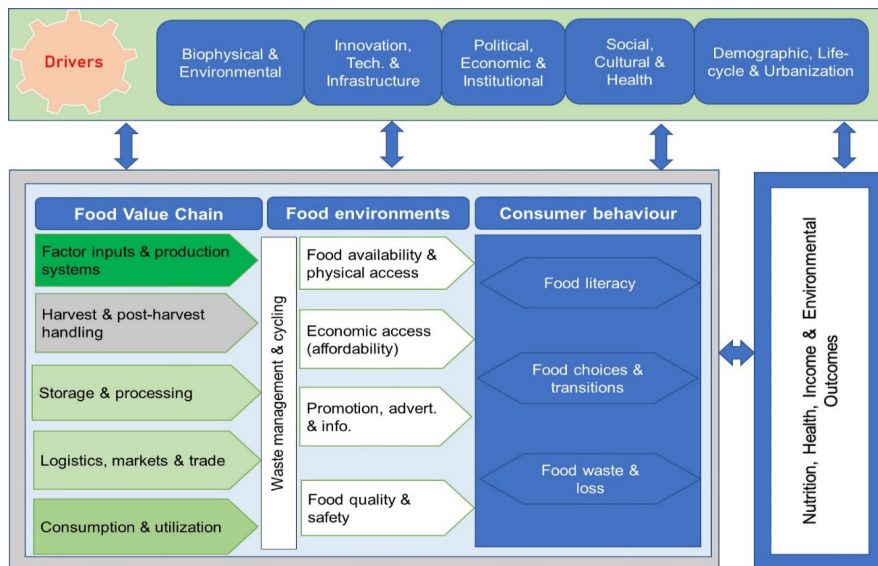 Drivers
Biophysical &
Environmental
Innovation,
Tech. &
Infrastructure
Political,
Economic &
Institutional
Social,
Cultural &
Health
Demographic, Life-
cycle & Urbanization
Food Value Chain
Factor inputs & production
systems
Harvest & post-harvest
handling
Storage & processing
Logistics, markets & trade
Consumption & utilization
Waste management & cycling
Food environments
Food availability &
physical access
Economic access
(affordability)
Promotion, advert.
& info.
Food quality &
safety
Consumer behaviour
Food literacy
Food choices &
transitions
Food waste &
loss
Nutrition, Health, Income & Environmental
Outcomes